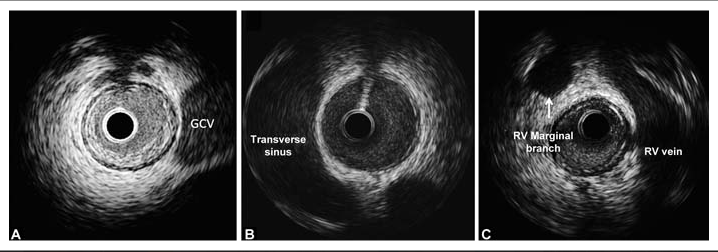 GCV
A
Transverse
sinus
B
RV Marginal
branch
RV vein
C